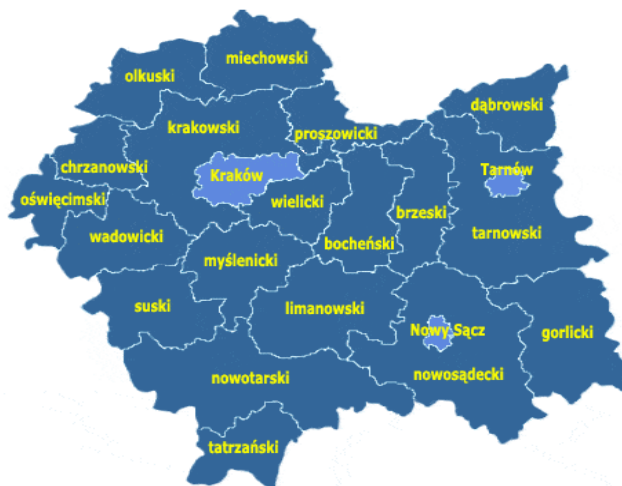 miechowski
olkuski
dąbrowski
krakowski
proszowicki
chrzanowski
Kraków
Tarnów
oświęcimski
wielicki
brzeski
tarnowski
wadowicki
bocheński
myślenicki
suski
limanowski
Nowy Sącz
gorlicki
nowotarski
nowosądecki
tatrzański